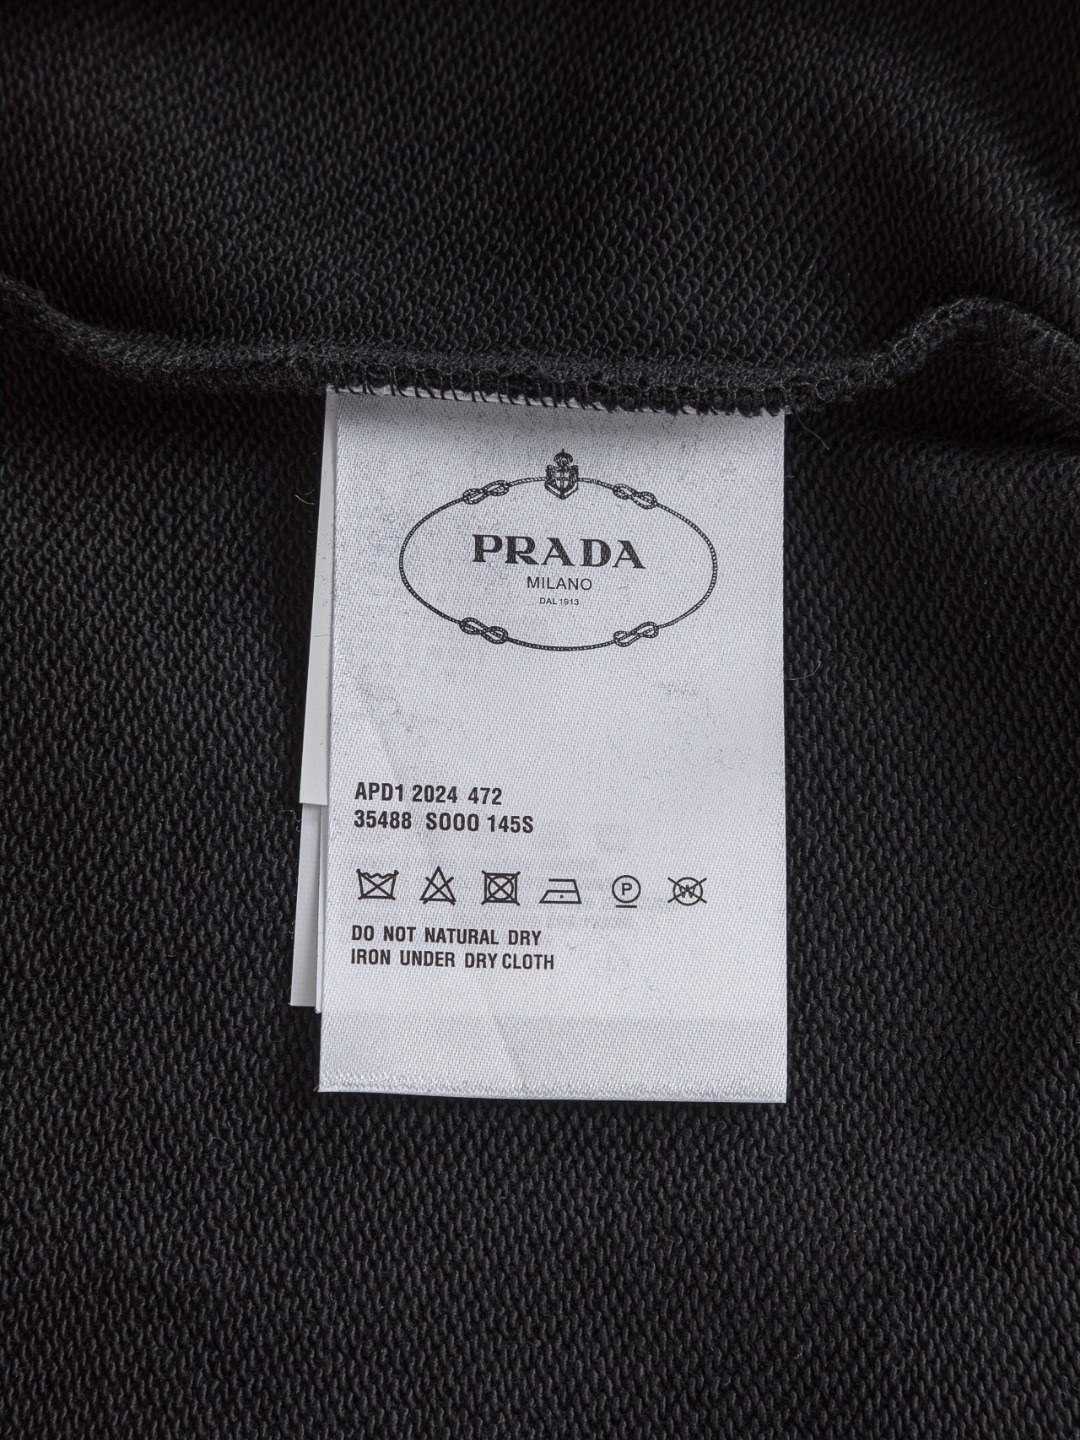 PRADA
MILANO
DAL 1913
APD1 2024 472
35488 SOOO 145S
P
W
DO NOT NATURAL DRY
IRON UNDER DRY CLOTH